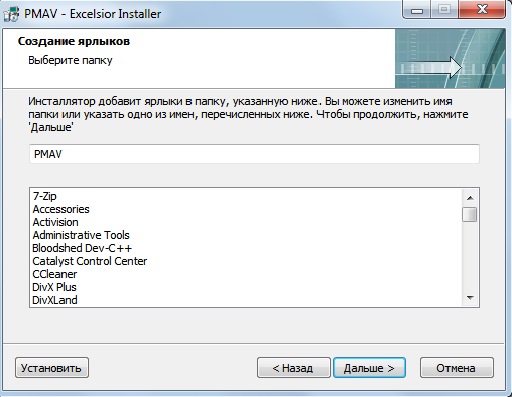 PMAV - Excelsior Installer
Создание ярлыков
Выберите папку
Инсталлятор добавит ярлыки в папку, указанную ниже. Вы можете изменить имя
папки или указать одно из имен, перечисленных ниже. Чтобы продолжить, нажмите
'Дальше'
PMAV
7-Zip
Accessories
Activision
Administrative Tools
Bloodshed Dev-C++
Catalyst Control Center
CCleaner
DivX Plus
DivXLand
Установить
< Назад
Дальше >
Отмена